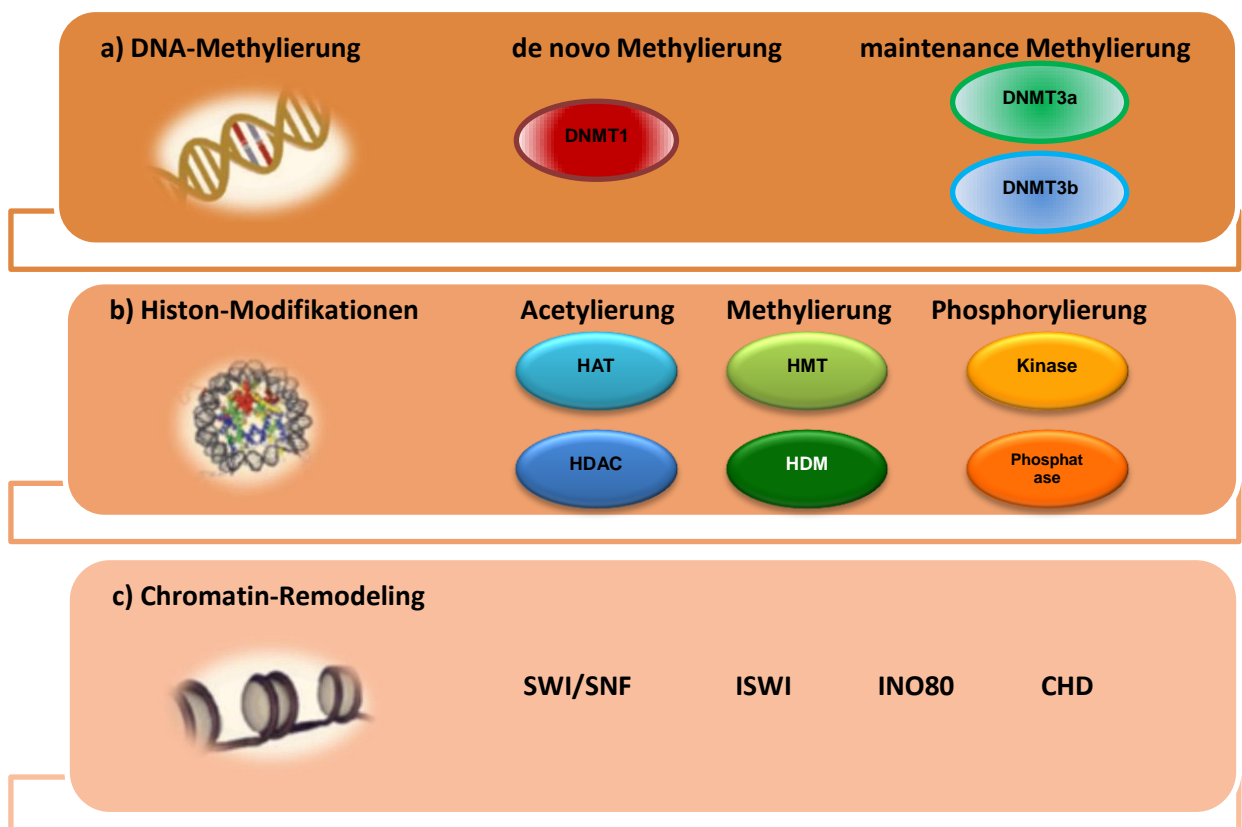 a) DNA-Methylierung
de novo Methylierung
maintenance Methylierung
DNMT1
DNMT3a
DNMT3b
b) Histon-Modifikationen
Acetylierung
Methylierung
Phosphorylierung
HAT
HMT
Kinase
HDAC
HDM
Phosphat
ase
c) Chromatin-Remodeling
SWI/SNF
ISWI
INO80
CHD